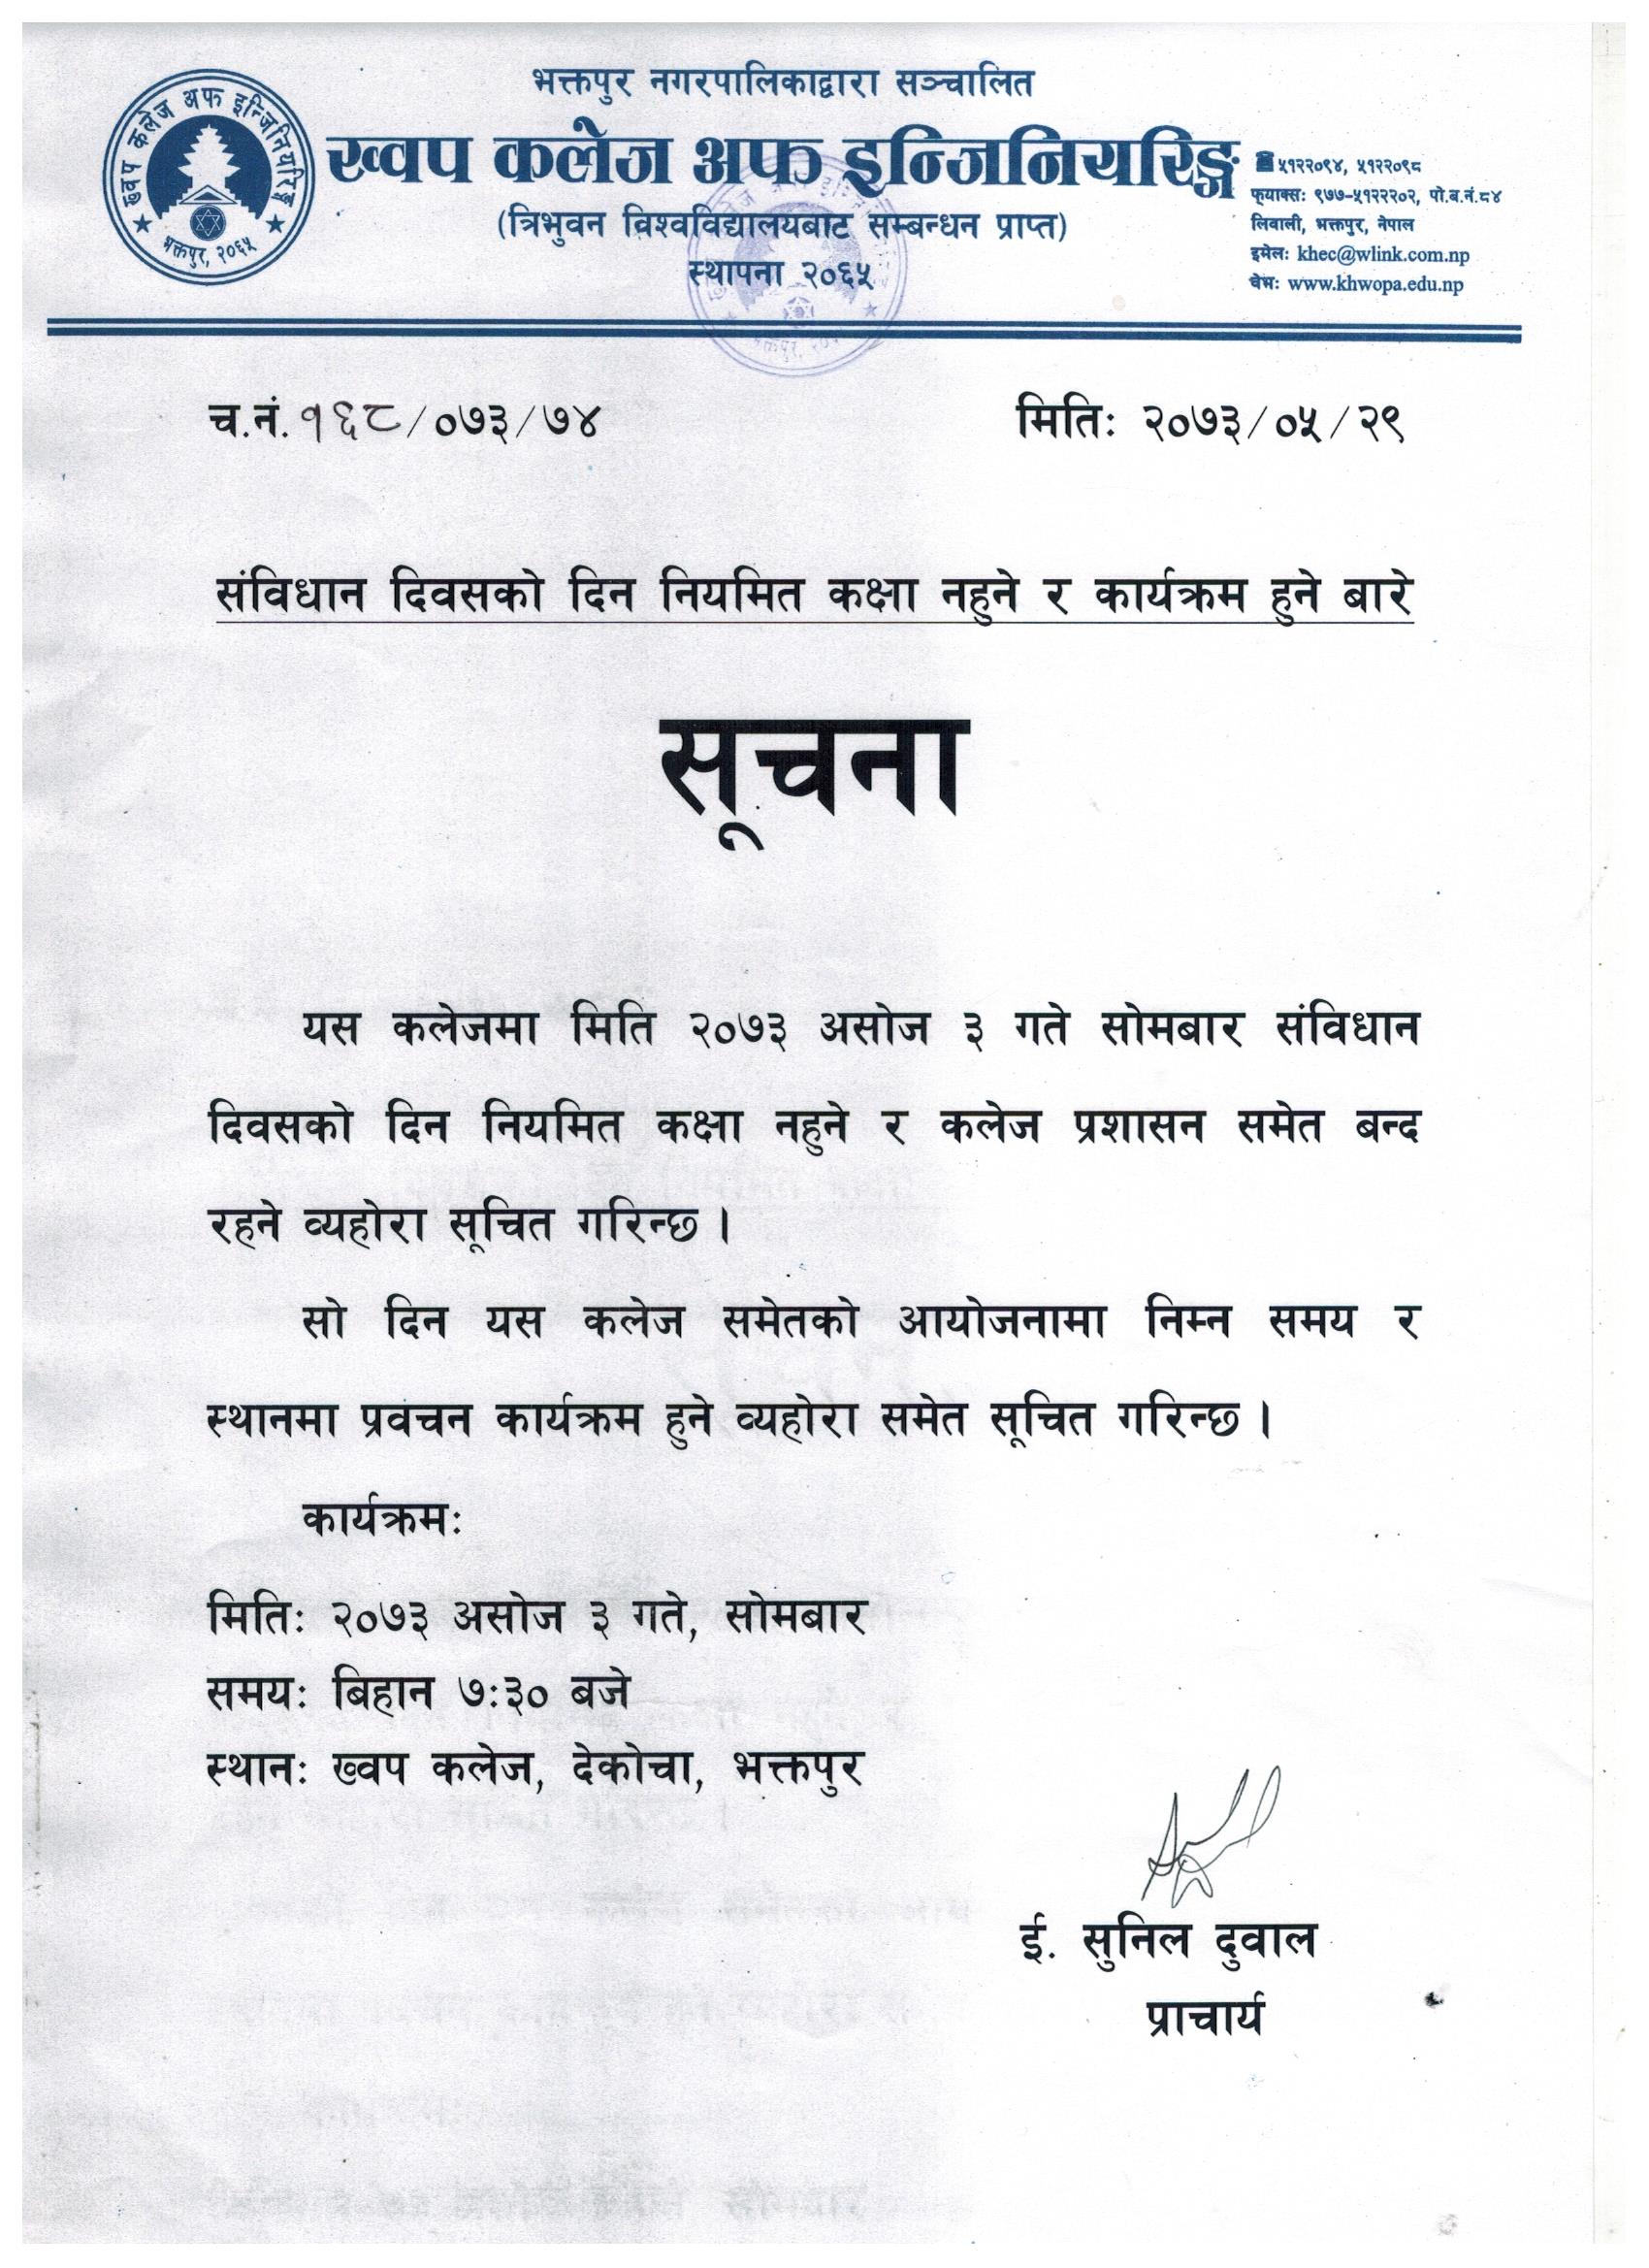 भक्तपुर नगरपालिकाद्वारा सञ्चालित
ख्वप कलेज अफ इन्जिनियरिङ्ग
(त्रिभुवन विश्वविद्यालयबाट सम्बन्धन प्राप्त)
स्थापना २०६५
ख्वप कलेज अफ इन्जिनियरिङ्ग
भक्तपुर, २०६५
☎५१२२०९४, ५१२२०९८
फ्याक्सः ९७७-५१२२२०२, पो.ब.नं.८४
लिवाली, भक्तपुर, नेपाल
इमेलः khec@wlink.com.np
वेभः www.khwopa.edu.np
च.नं. १६८/०७३/७४
मितिः २०७३/०५/२९
संविधान दिवसको दिन नियमित कक्षा नहुने र कार्यक्रम हुने बारे
सूचना
यस कलेजमा मिति २०७३ असोज ३ गते सोमबार संविधान
दिवसको दिन नियमित कक्षा नहुने र कलेज प्रशासन समेत बन्द
रहने व्यहोरा सूचित गरिन्छ ।
सो दिन यस कलेज समेतको आयोजनामा निम्न समय र
स्थानमा प्रवचन कार्यक्रम हुने व्यहोरा समेत सूचित गरिन्छ ।
कार्यक्रमः
मितिः २०७३ असोज ३ गते, सोमबार
समयः बिहान ७ः३० बजे
स्थानः ख्वप कलेज, देकोचा, भक्तपुर
ई. सुनिल दुवाल
प्राचार्य